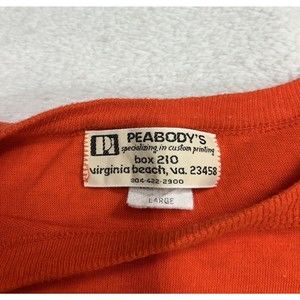 PEABODY'S
specializing in custom printing
box 210
virginia beach, va. 23458
804-422-2900
LARGE